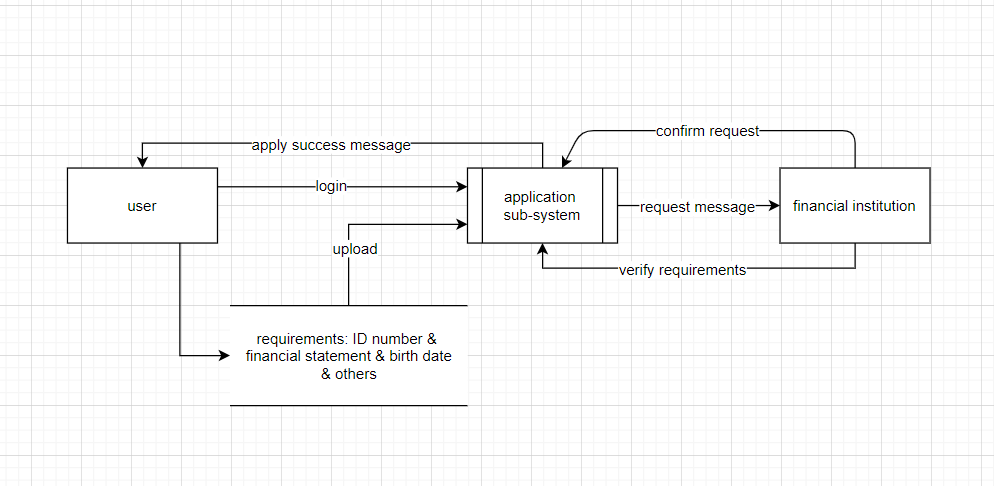 confirm request
apply success message
user
login
application
sub-system
request message
financial institution
upload
verify requirements
requirements: ID number &
financial statement & birth date
& others